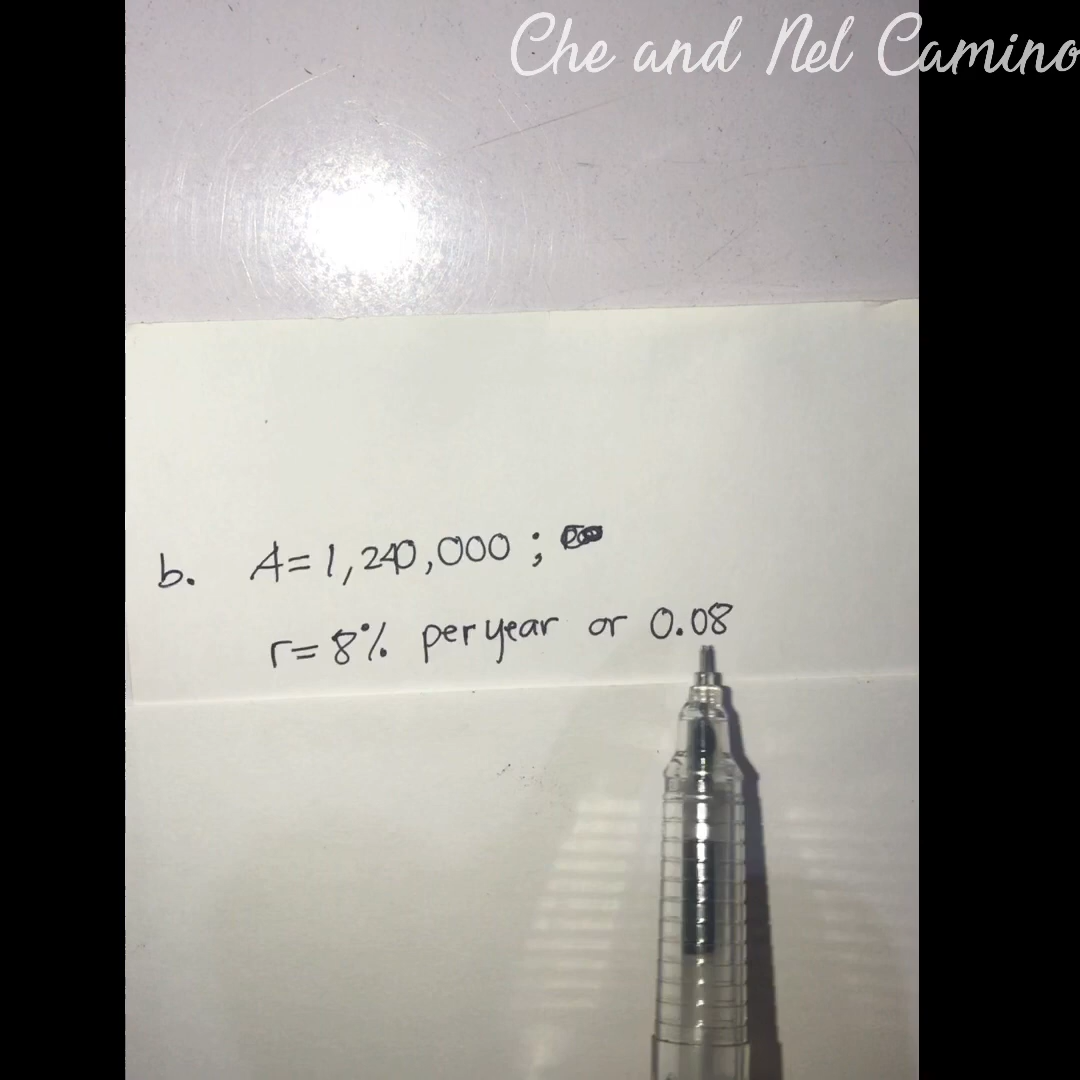 Che and Nel Camino
b. A = 1,240,000 ;
r = 8% per year or 0.08